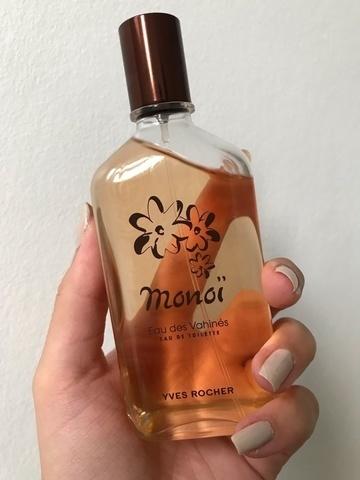 monoï
Eau des Vahinés
EAU DE TOILETTE
YVES ROCHER